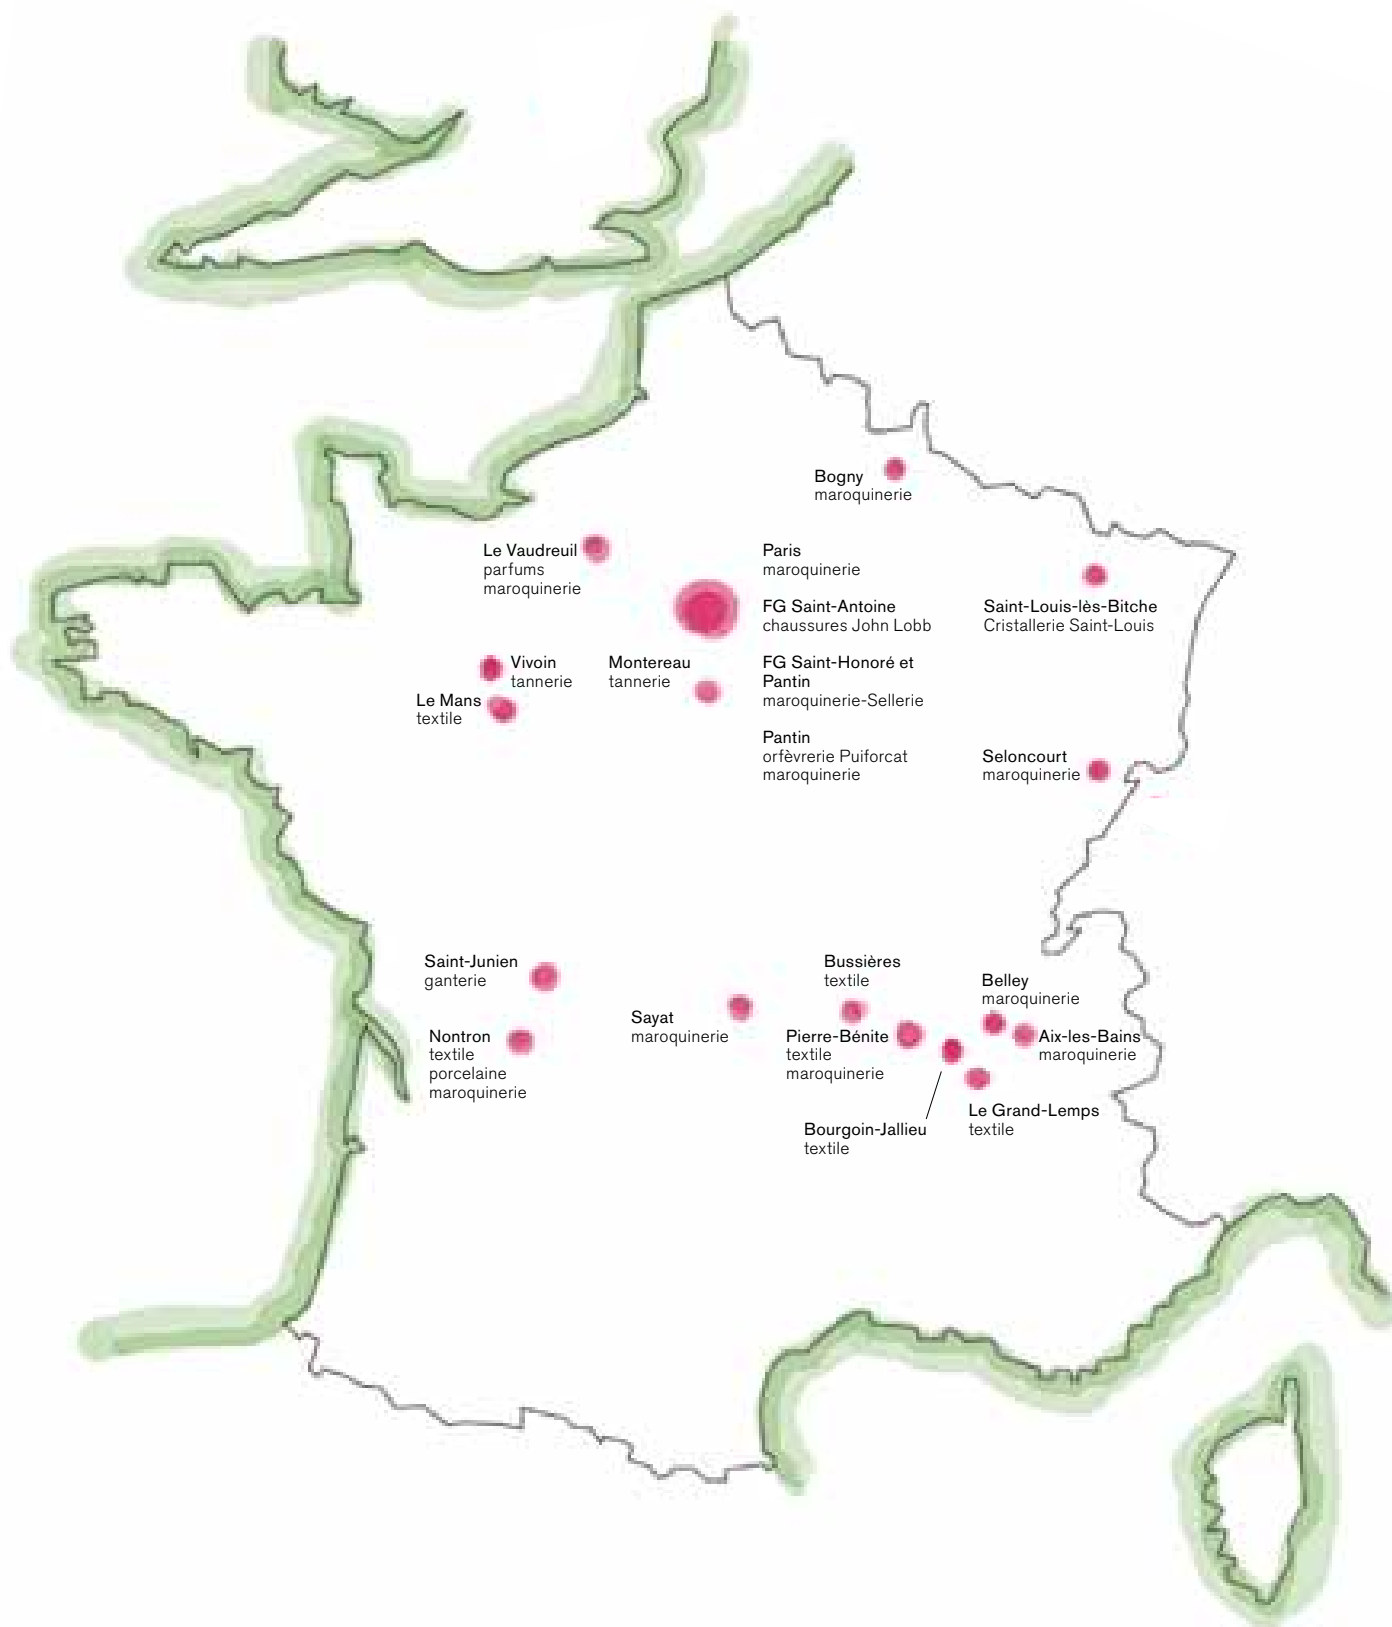 Bogny
maroquinerie
Le Vaudreuil
parfums
maroquinerie
Paris
maroquinerie
FG Saint-Antoine
chaussures John Lobb
FG Saint-Honoré et
Pantin
maroquinerie-Sellerie
Pantin
orfèvrerie Puiforcat
maroquinerie
Saint-Louis-lès-Bitche
Cristallerie Saint-Louis
Vivoin
tannerie
Le Mans
textile
Montereau
tannerie
Seloncourt
maroquinerie
Saint-Junien
ganterie
Nontron
textile
porcelaine
maroquinerie
Sayat
maroquinerie
Bussières
textile
Pierre-Bénite
textile
maroquinerie
Belley
maroquinerie
Aix-les-Bains
maroquinerie
Bourgoin-Jallieu
textile
Le Grand-Lemps
textile